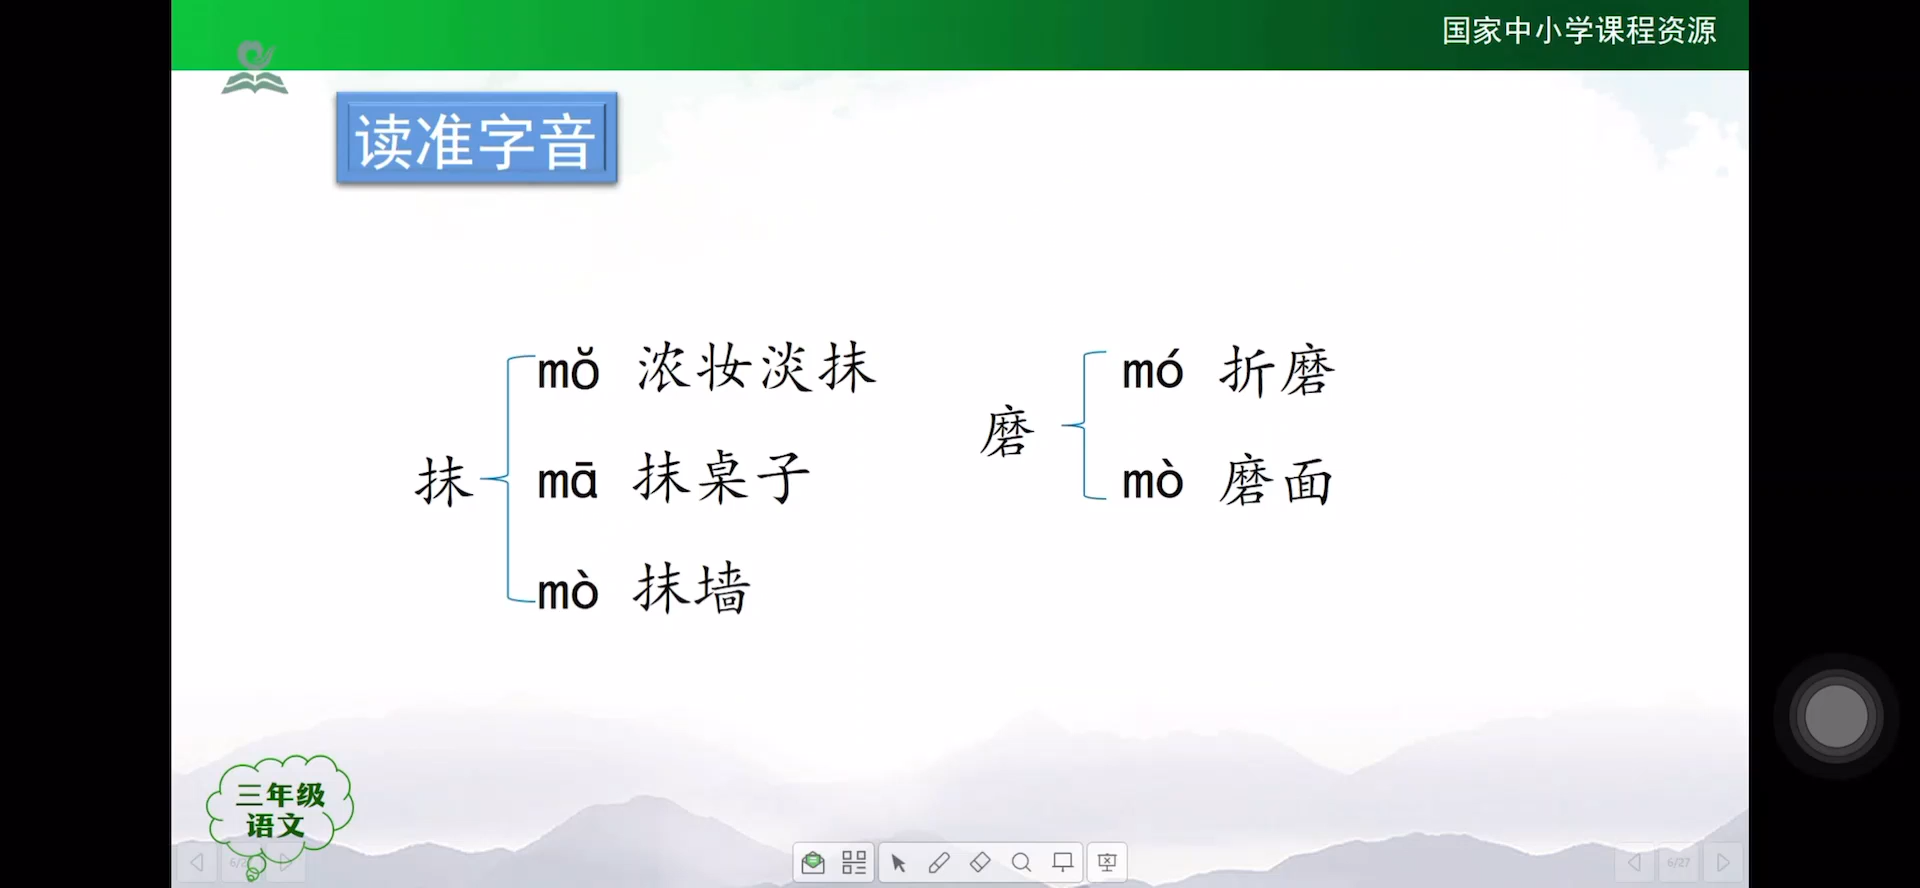 国家中小学课程资源
读准字音
抹
mǒ 浓妆淡抹
mā 抹桌子
mò 抹墙
磨
mó 折磨
mò 磨面
三年级
语文
6/27